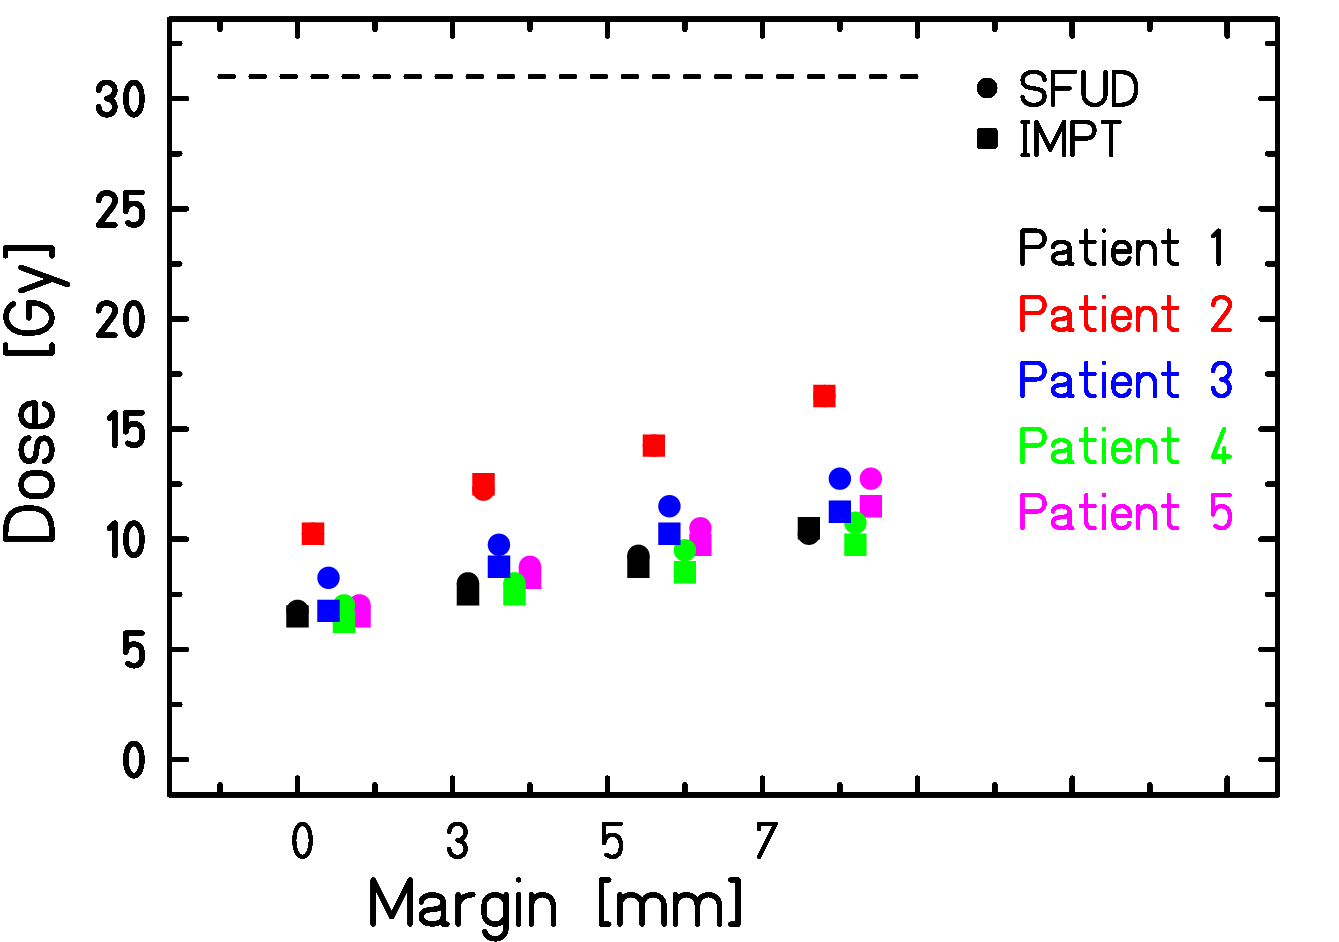 SFUD
IMPT
Patient 1
Patient 2
Patient 3
Patient 4
Patient 5
30
25
20
15
10
5
0
Dose [Gy]
0 3 5 7
Margin [mm]